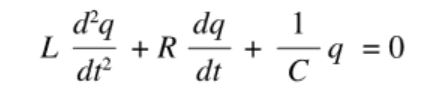 L d²q/dt² + R dq/dt + 1/C q = 0